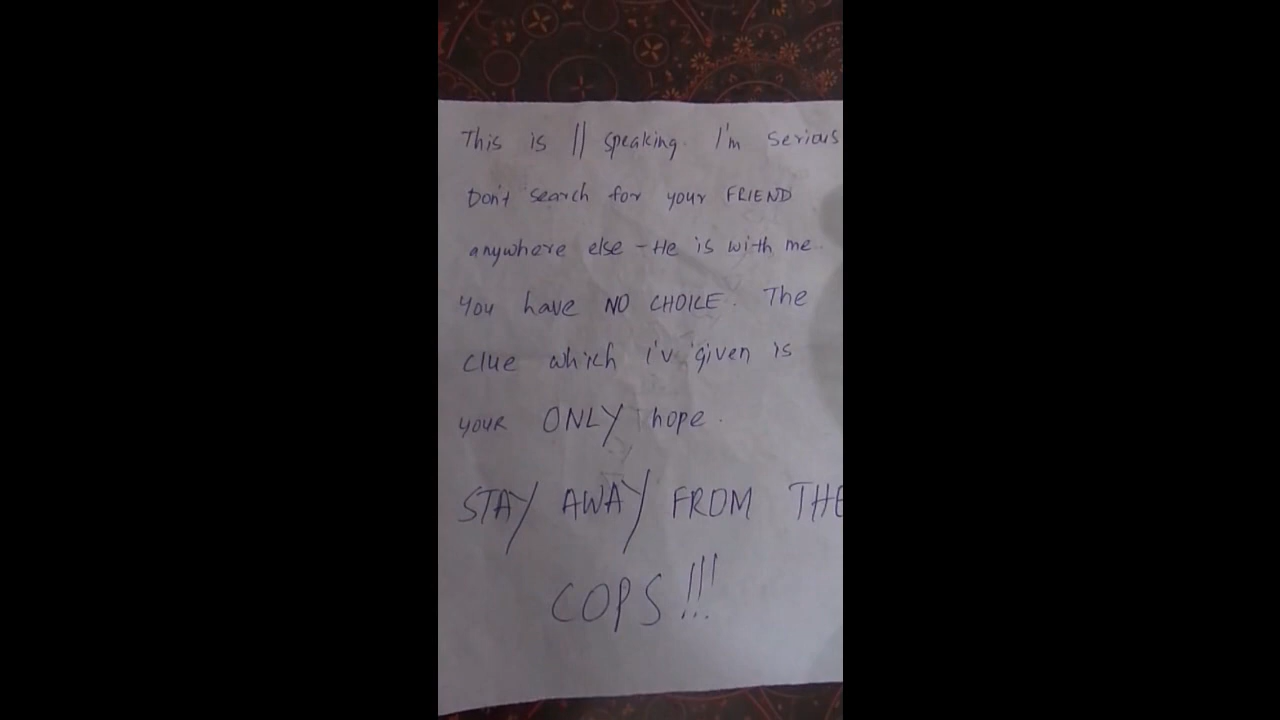 This is || speaking. I'm serious
Don't search for your FRIEND
anywhere else - He is with me.
You have NO CHOICE. The
clue which i'v given is
your ONLY hope.
STAY AWAY FROM THE
COPS!!!